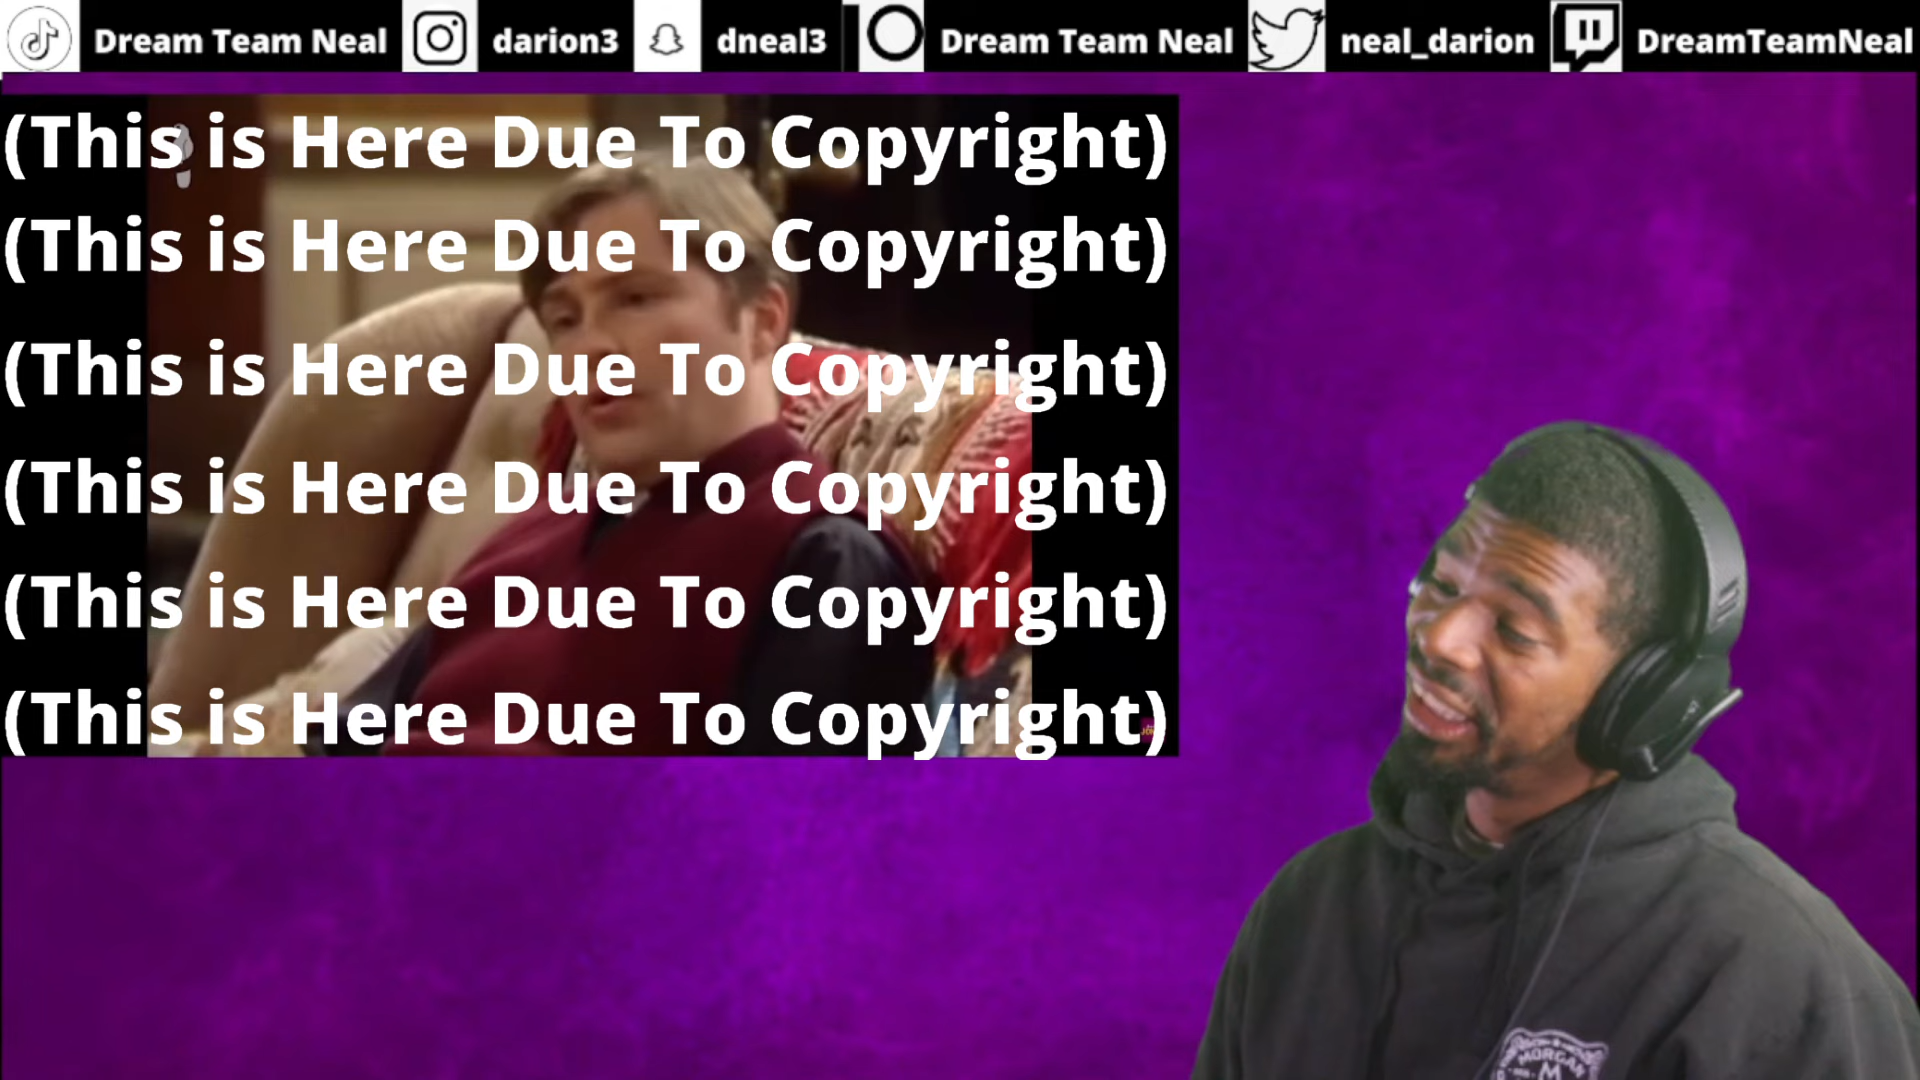 Dream Team Neal darion3 dneal3 Dream Team Neal neal_darion DreamTeamNeal
(This is Here Due To Copyright)
(This is Here Due To Copyright)
(This is Here Due To Copyright)
(This is Here Due To Copyright)
(This is Here Due To Copyright)
(This is Here Due To Copyright)
MORGAN
M